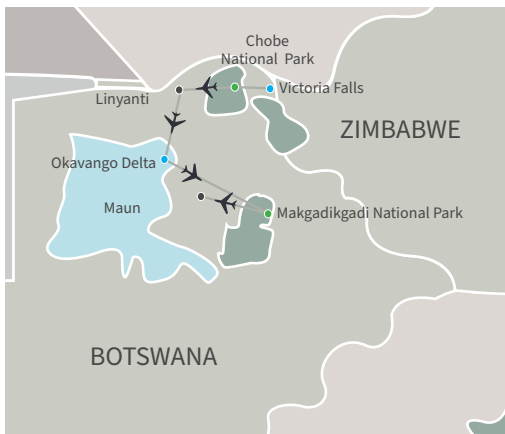 Chobe
National Park
Linyanti
Victoria Falls
ZIMBABWE
Okavango Delta
Maun
Makgadikgadi National Park
BOTSWANA